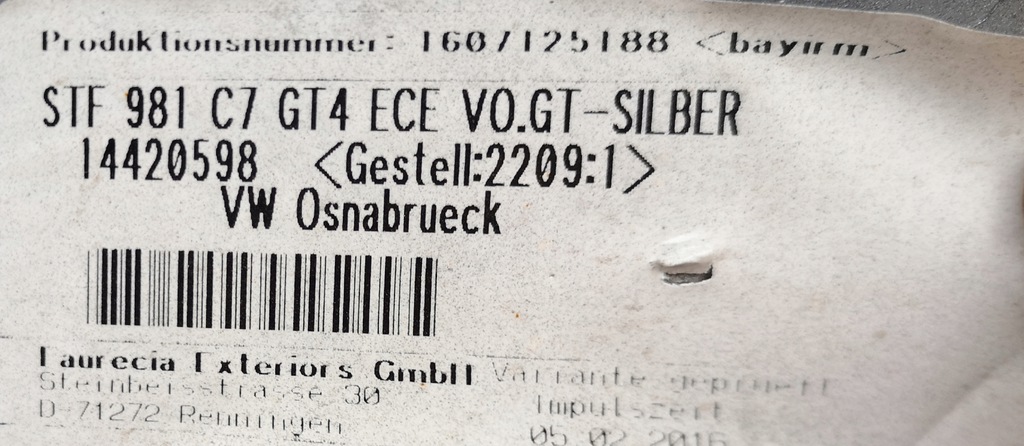 Produktionsnummer: 1607125188 <bayirm>
STF 981 C7 GT4 ECE VO.GT-SILBER
14420598 <Gestell:2209:1>
VW Osnabrueck
Faurecia Exteriors GmbH Variante geprueft
Steinbeisstrasse 30
Impulszeit
D-71272 Renningen
05.02.2016